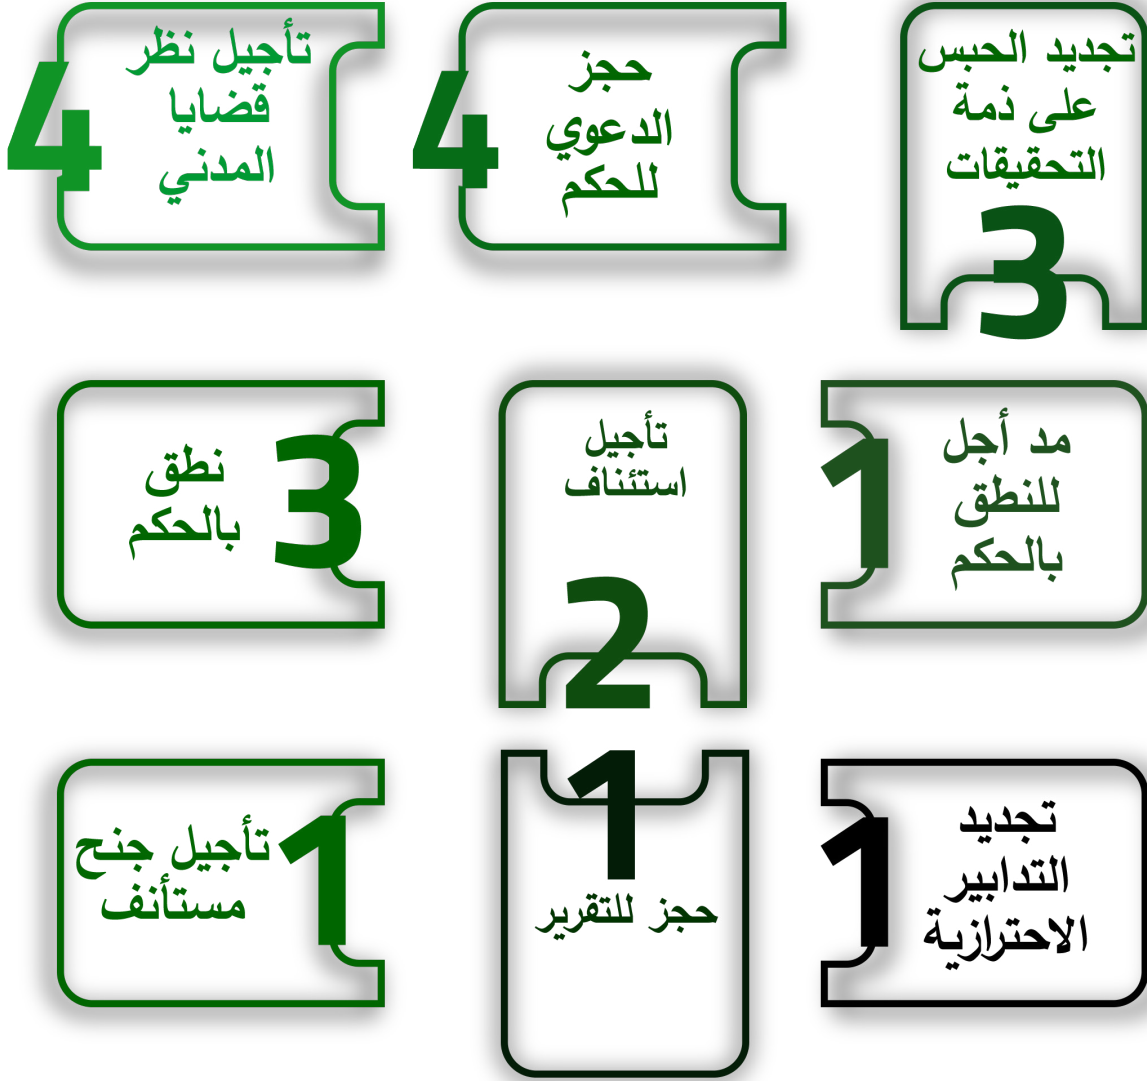 تجديد الحبس
على ذمة
التحقيقات
3
حجز
الدعوي
للحكم
4
تأجيل نظر
قضايا
المدني
4
مد أجل
للنطق
بالحكم
1
تأجيل
استئناف
2
نطق
بالحكم
3
تجديد
التدابير
الاحترازية
1
1
حجز للتقرير
تأجيل جنح
مستأنف
1